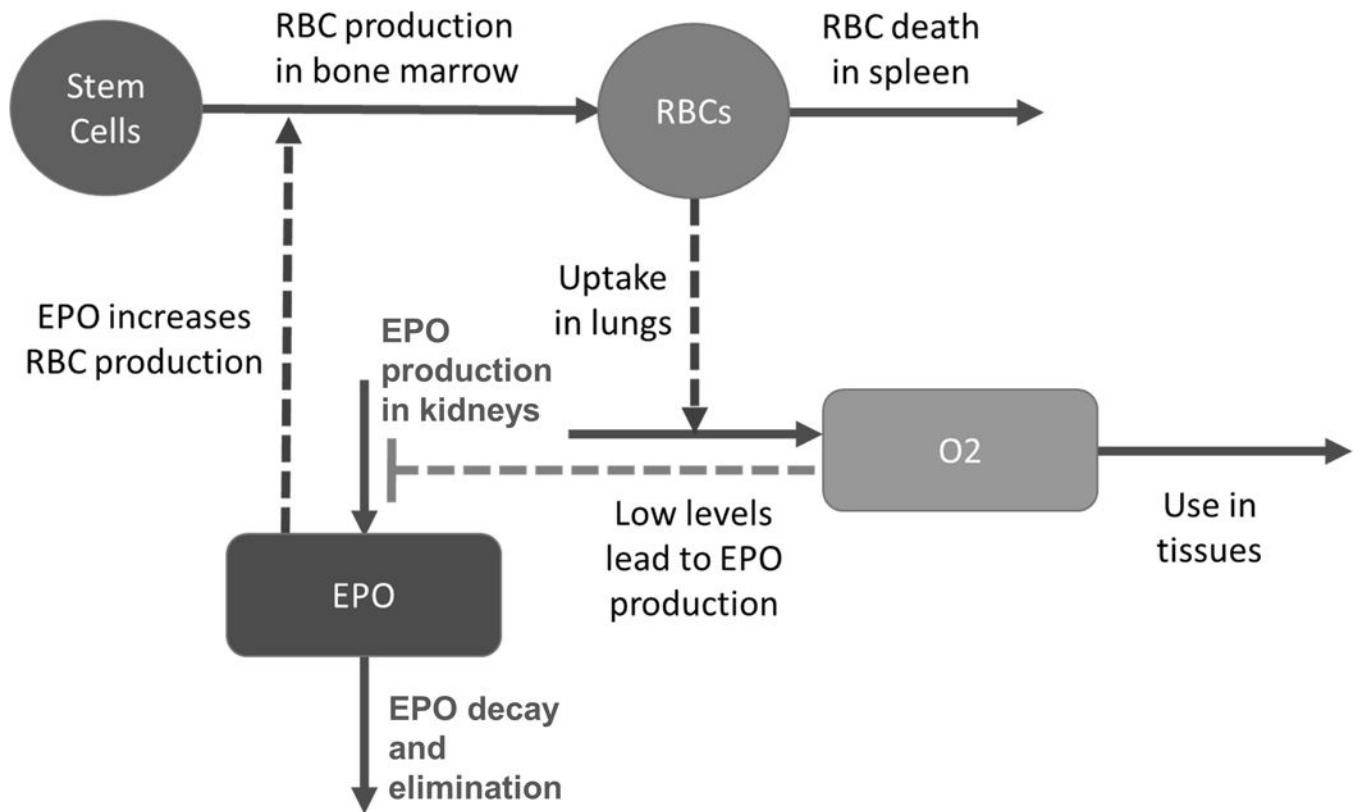 Stem
Cells
RBC production
in bone marrow
RBCs
RBC death
in spleen
EPO increases
RBC production
EPO
production
in kidneys
Uptake
in lungs
O2
Low levels
lead to EPO
production
Use in
tissues
EPO
EPO decay
and
elimination